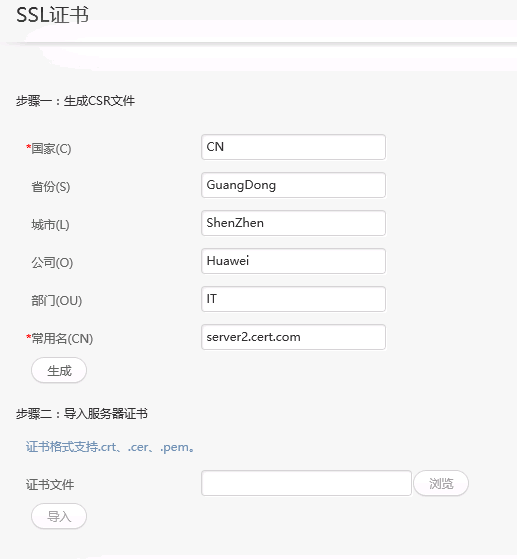 SSL证书
步骤一：生成CSR文件
*国家(C) CN
省份(S) GuangDong
城市(L) ShenZhen
公司(O) Huawei
部门(OU) IT
*常用名(CN) server2.cert.com
生成
步骤二：导入服务器证书
证书格式支持.crt、.cer、.pem。
证书文件 浏览
导入